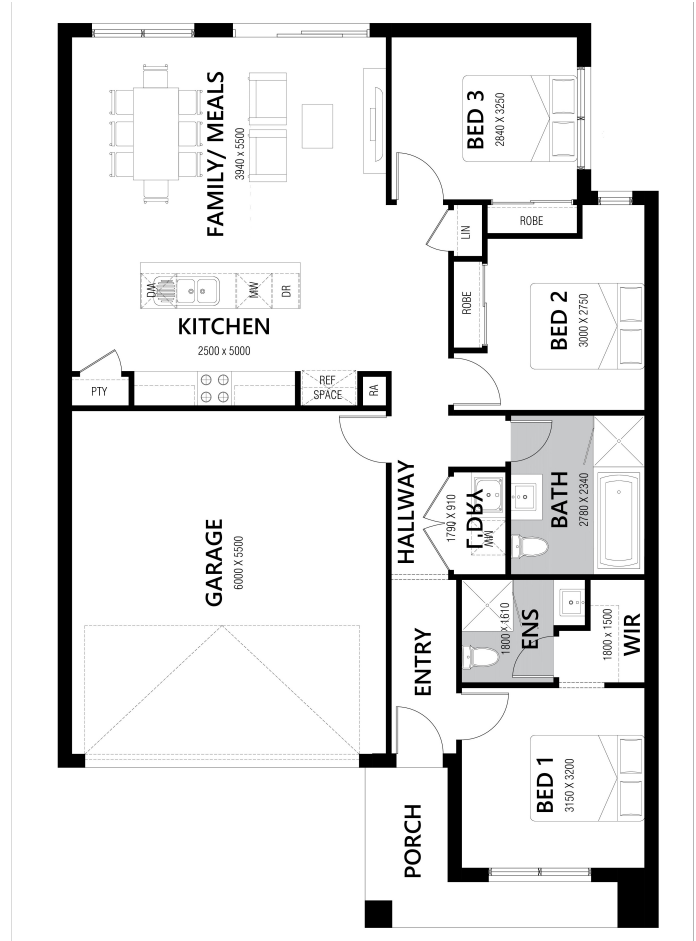 FAMILY/ MEALS
3940 X 5500
BED 3
2840 X 3250
LIN
ROBE
ROBE
BED 2
3000 X 2750
DW
MW
DR
KITCHEN
2500 x 5000
PTY
REF
SPACE
RA
GARAGE
6000 X 5500
HALLWAY
L'DRY
1790 X 910
WM
BATH
2780 X 2340
ENTRY
ENS
1800 X 1610
WIR
1800 x 1500
BED 1
3150 X 3200
PORCH